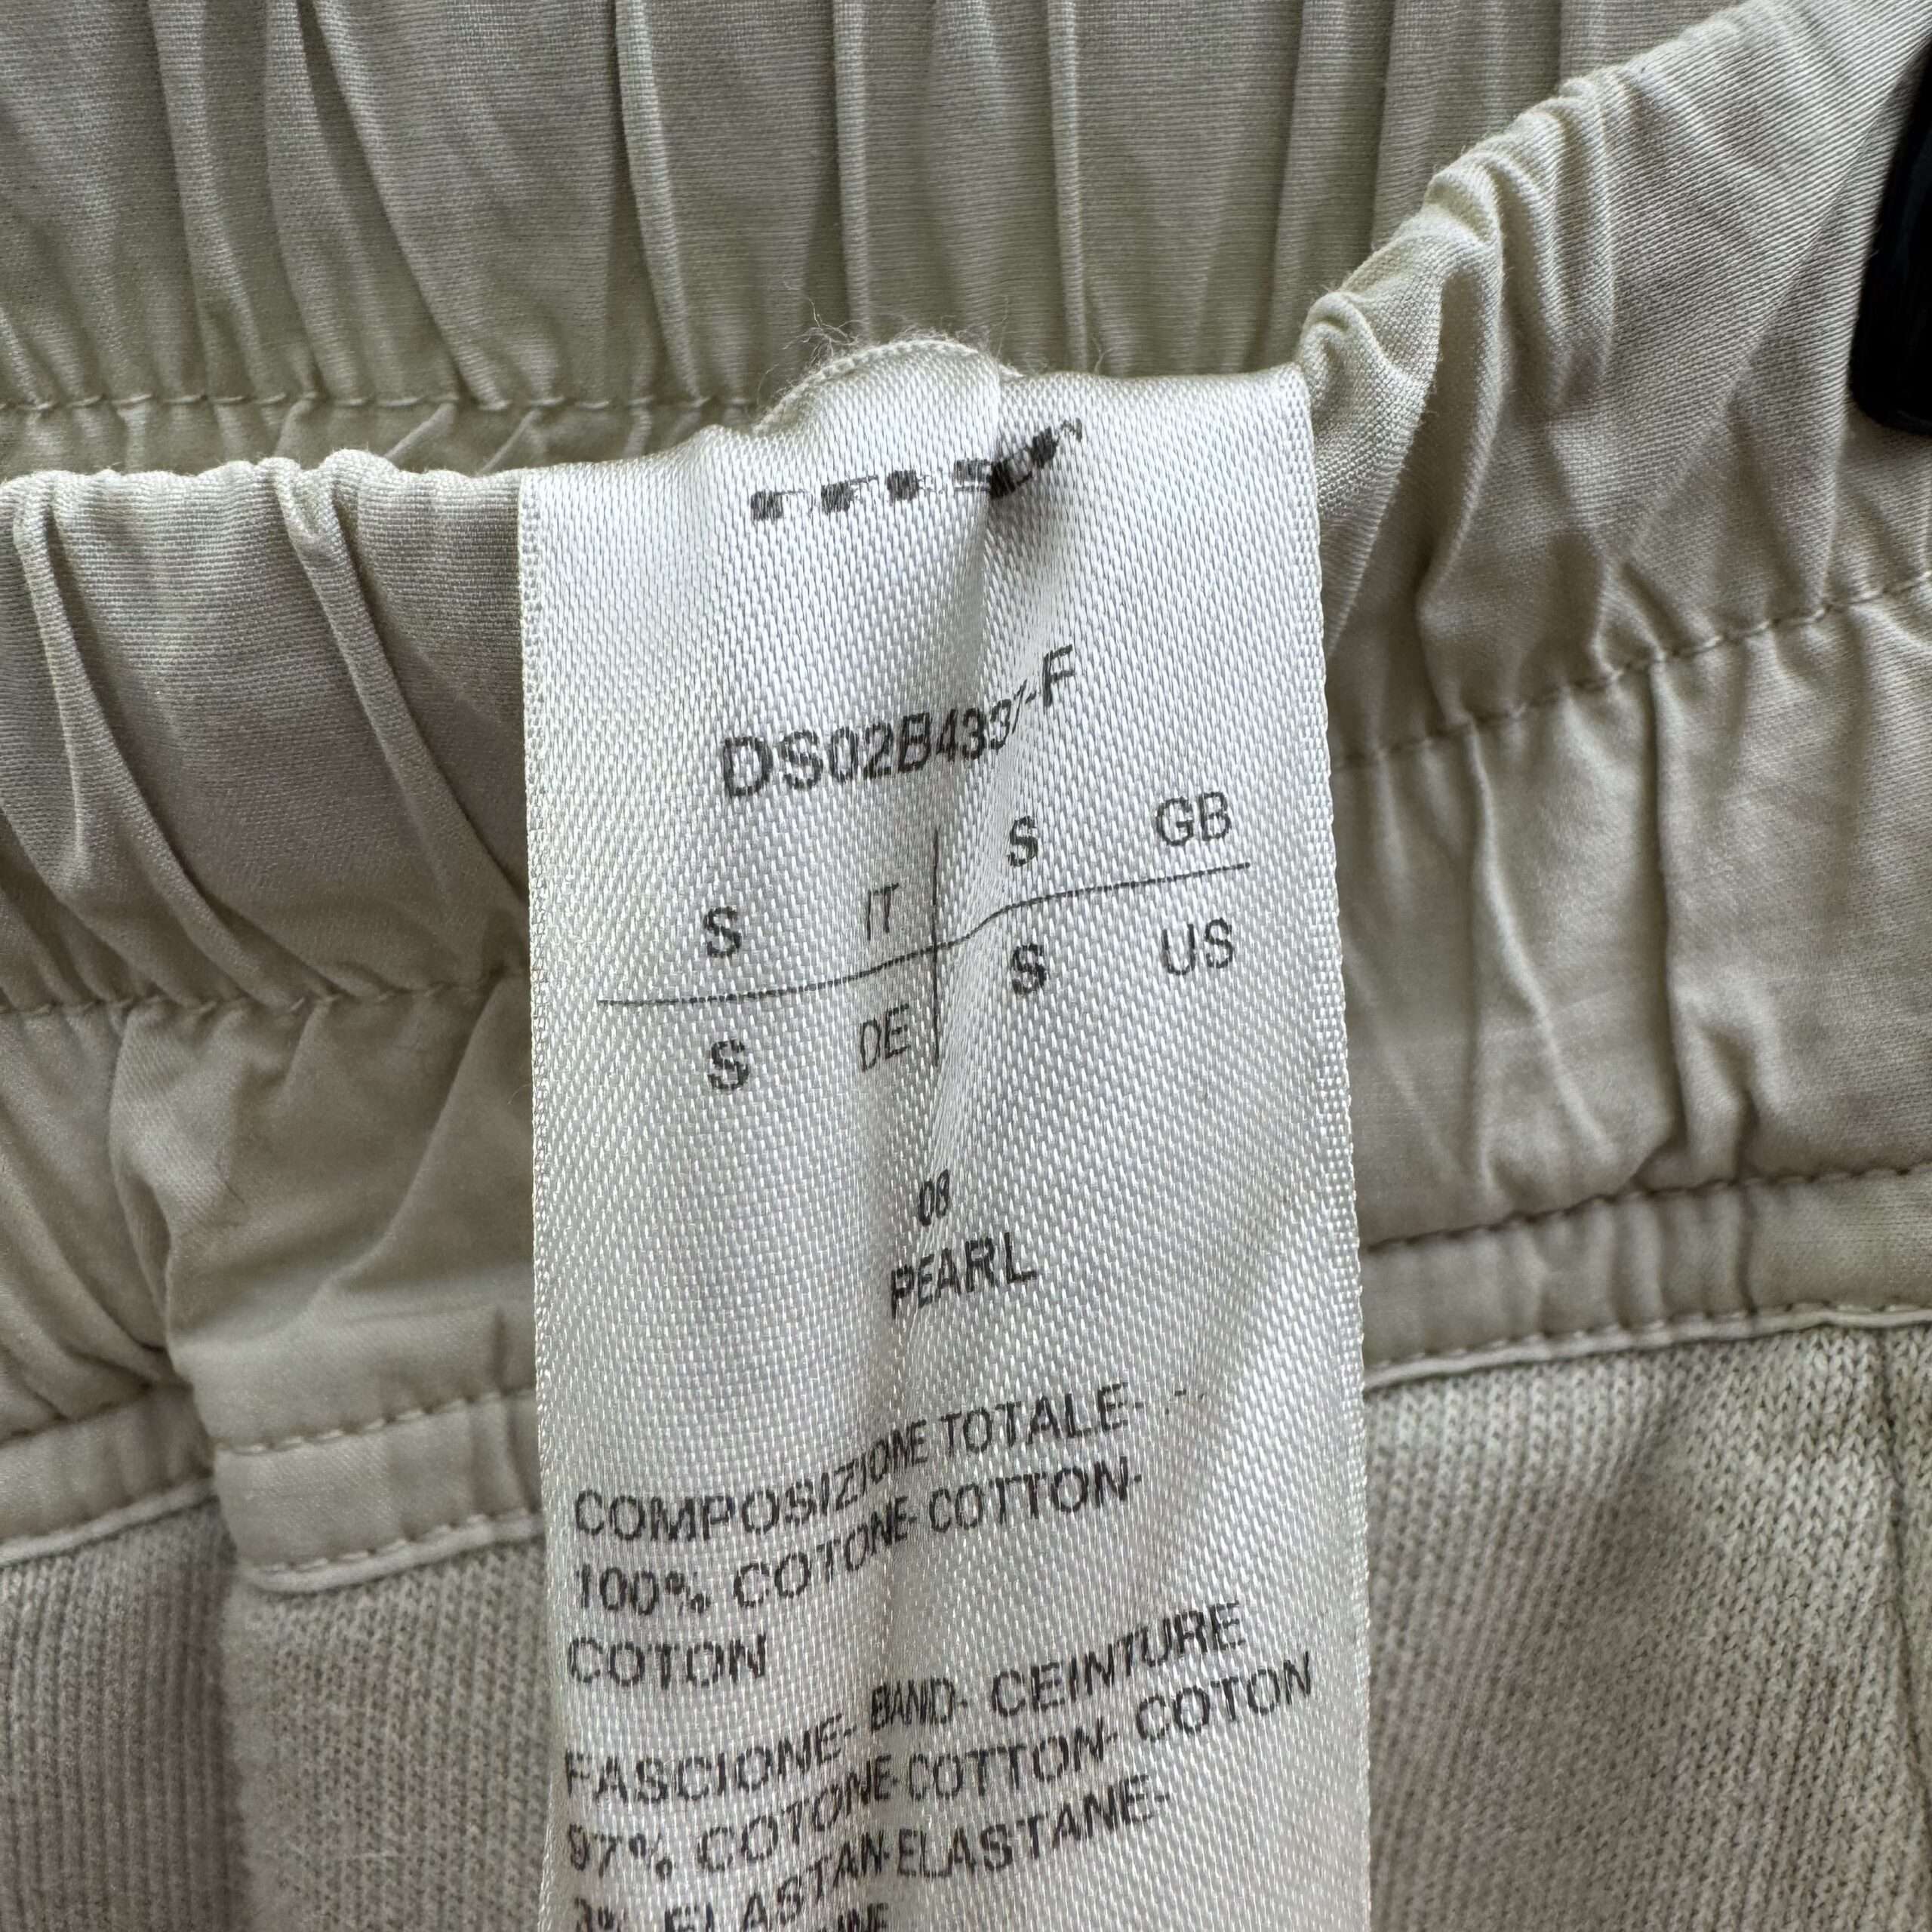 DS02B4337-F
S IT S GB
S DE S US
08
PEARL
COMPOSIZIONE TOTALE-
100% COTONE-COTTON-
COTON
FASCIONE- BAND- CEINTURE
97% COTONE-COTTON- COTON
ELASTAN-ELASTANE-